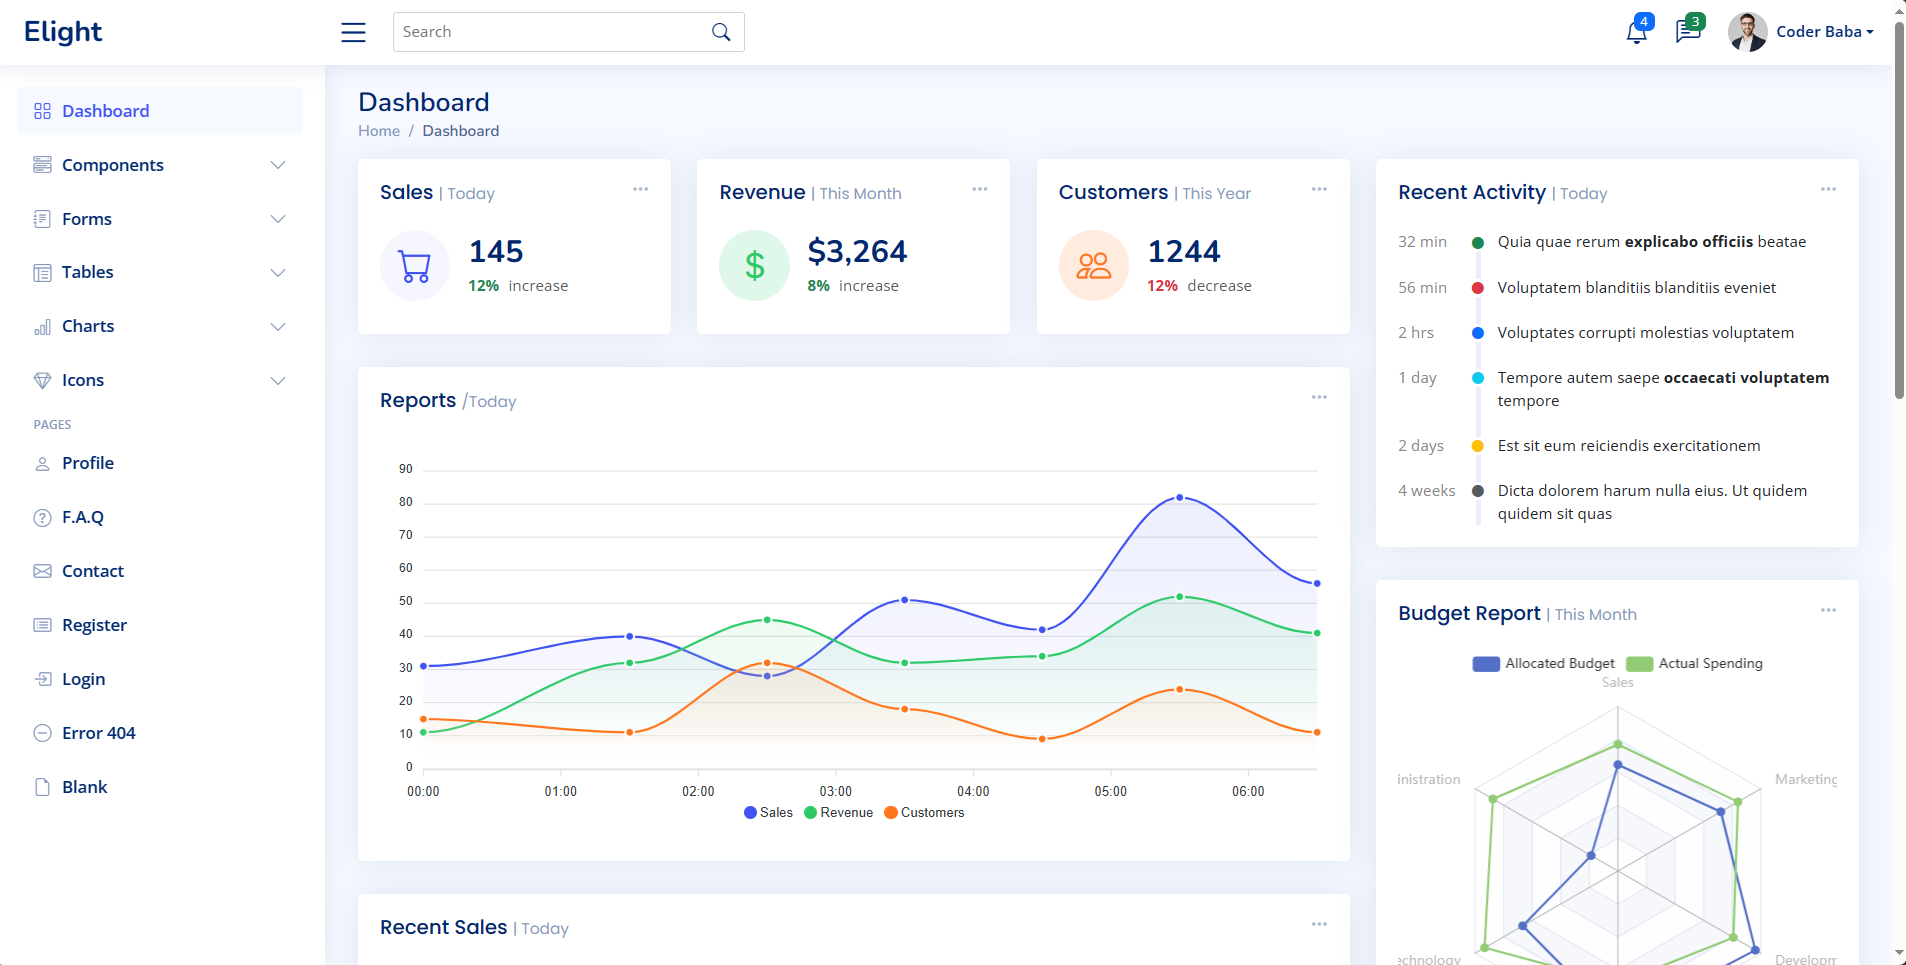 Elight
Search
4
3
Coder Baba
Dashboard
Components
Forms
Tables
Charts
Icons
PAGES
Profile
F.A.Q
Contact
Register
Login
Error 404
Blank
Dashboard
Home / Dashboard
Sales | Today
145
12% increase
Revenue | This Month
$
$3,264
8% increase
Customers | This Year
1244
12% decrease
Reports /Today
90
80
70
60
50
40
30
20
10
0
00:00 01:00 02:00 03:00 04:00 05:00 06:00
Sales Revenue Customers
Recent Sales | Today
Recent Activity | Today
32 min Quia quae rerum explicabo officiis beatae
56 min Voluptatem blanditiis blanditiis eveniet
2 hrs Voluptates corrupti molestias voluptatem
1 day Tempore autem saepe occaecati voluptatem
tempore
2 days Est sit eum reiciendis exercitationem
4 weeks Dicta dolorem harum nulla eius. Ut quidem
quidem sit quas
Budget Report | This Month
Allocated Budget Actual Spending
Sales
inistration Marketing
echnology Developm